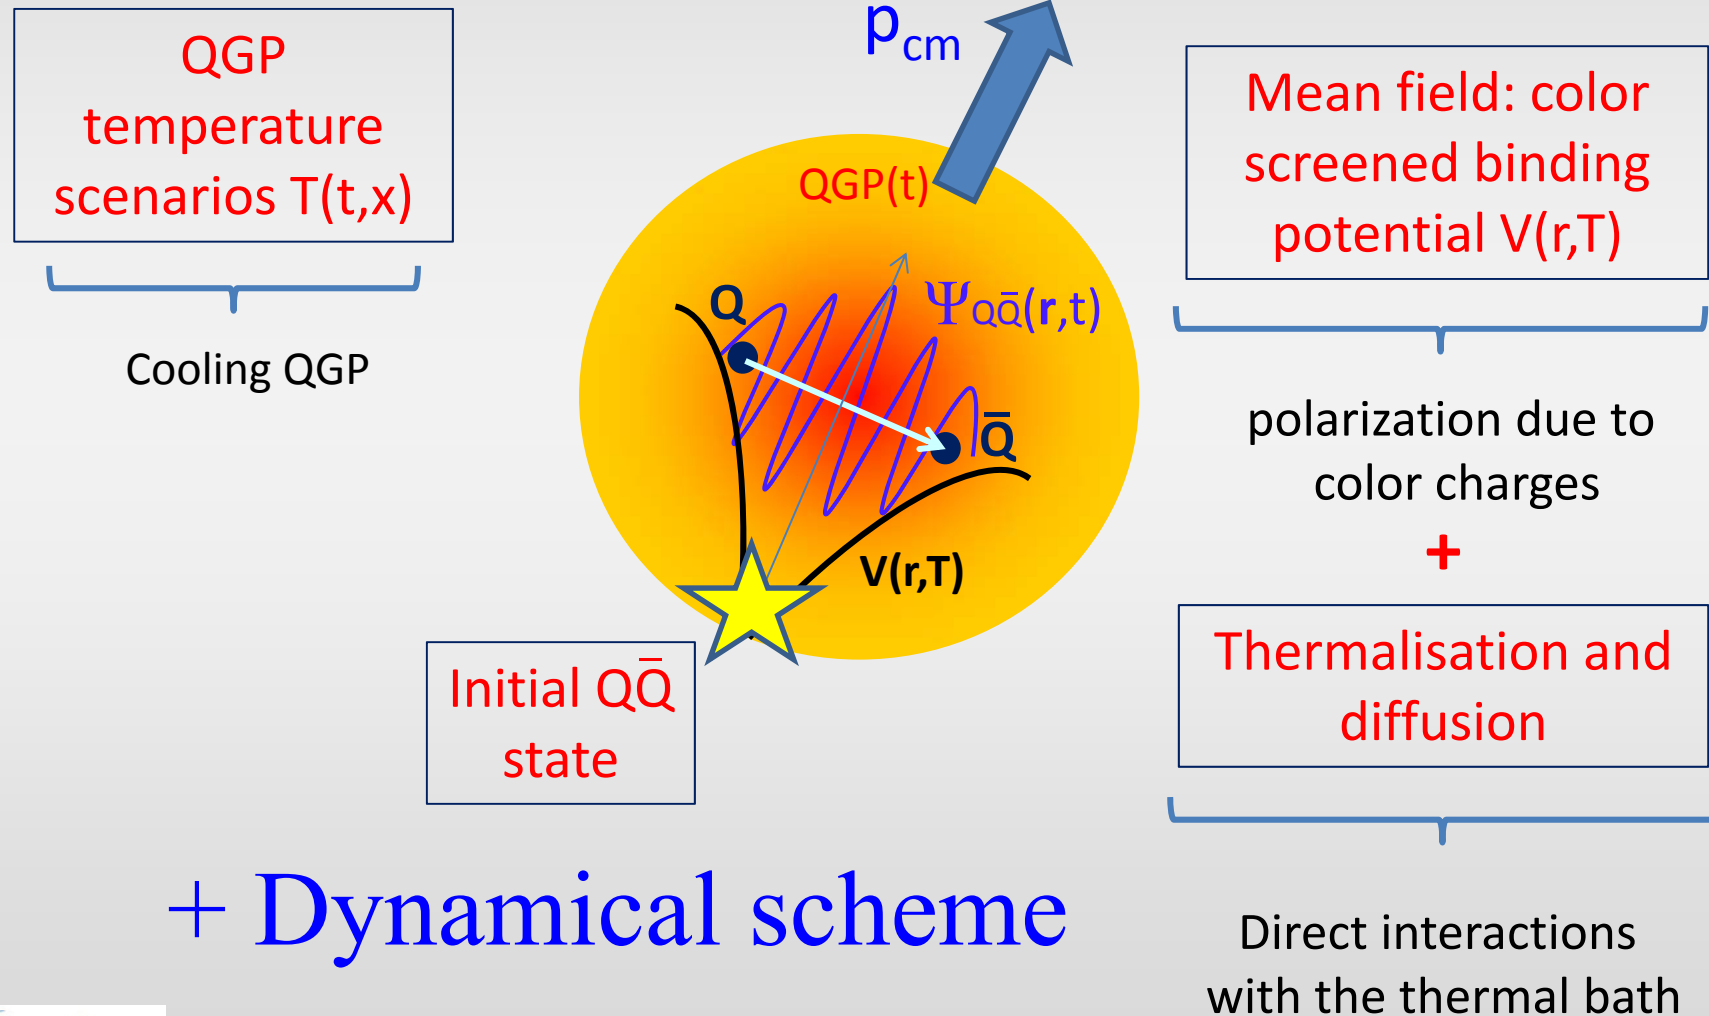 QGP
temperature
scenarios T(t,x)
Cooling QGP
p_cm
QGP(t)
Q
Ψ_QQ̄(r,t)
Q̄
V(r,T)
Initial QQ̄
state
Mean field: color
screened binding
potential V(r,T)
polarization due to
color charges
+
Thermalisation and
diffusion
Direct interactions
with the thermal bath
+ Dynamical scheme